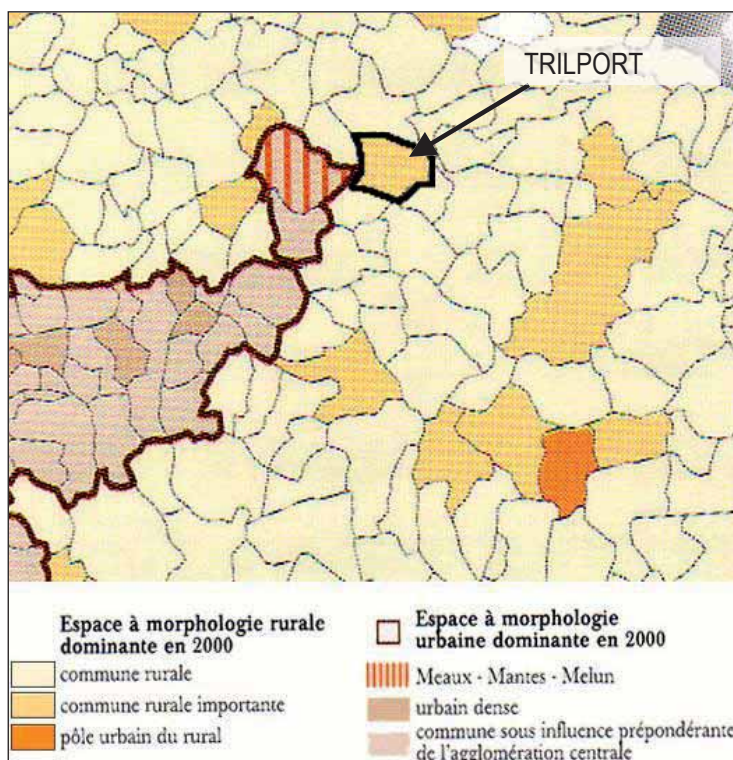 TRILPORT
Espace à morphologie rurale
dominante en 2000
commune rurale
commune rurale importante
pôle urbain du rural
Espace à morphologie
urbaine dominante en 2000
Meaux - Mantes - Melun
urbain dense
commune sous influence prépondérante
de l'agglomération centrale